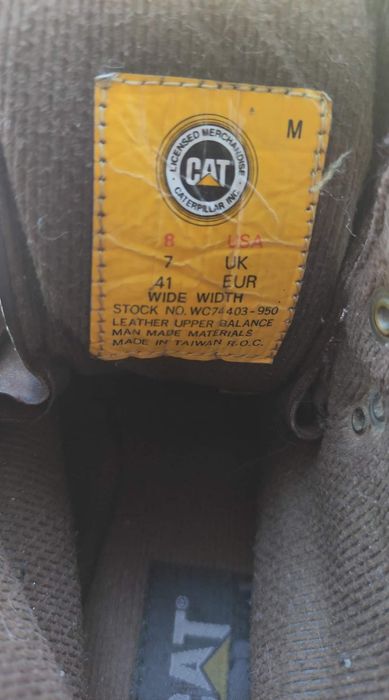 M
LICENSED MERCHANDISE
CAT
CATERPILLAR INC.
8 USA
7 UK
41 EUR
WIDE WIDTH
STOCK NO. WC74403-950
LEATHER UPPER BALANCE
MAN MADE MATERIALS
MADE IN TAIWAN R.O.C.
CAT®